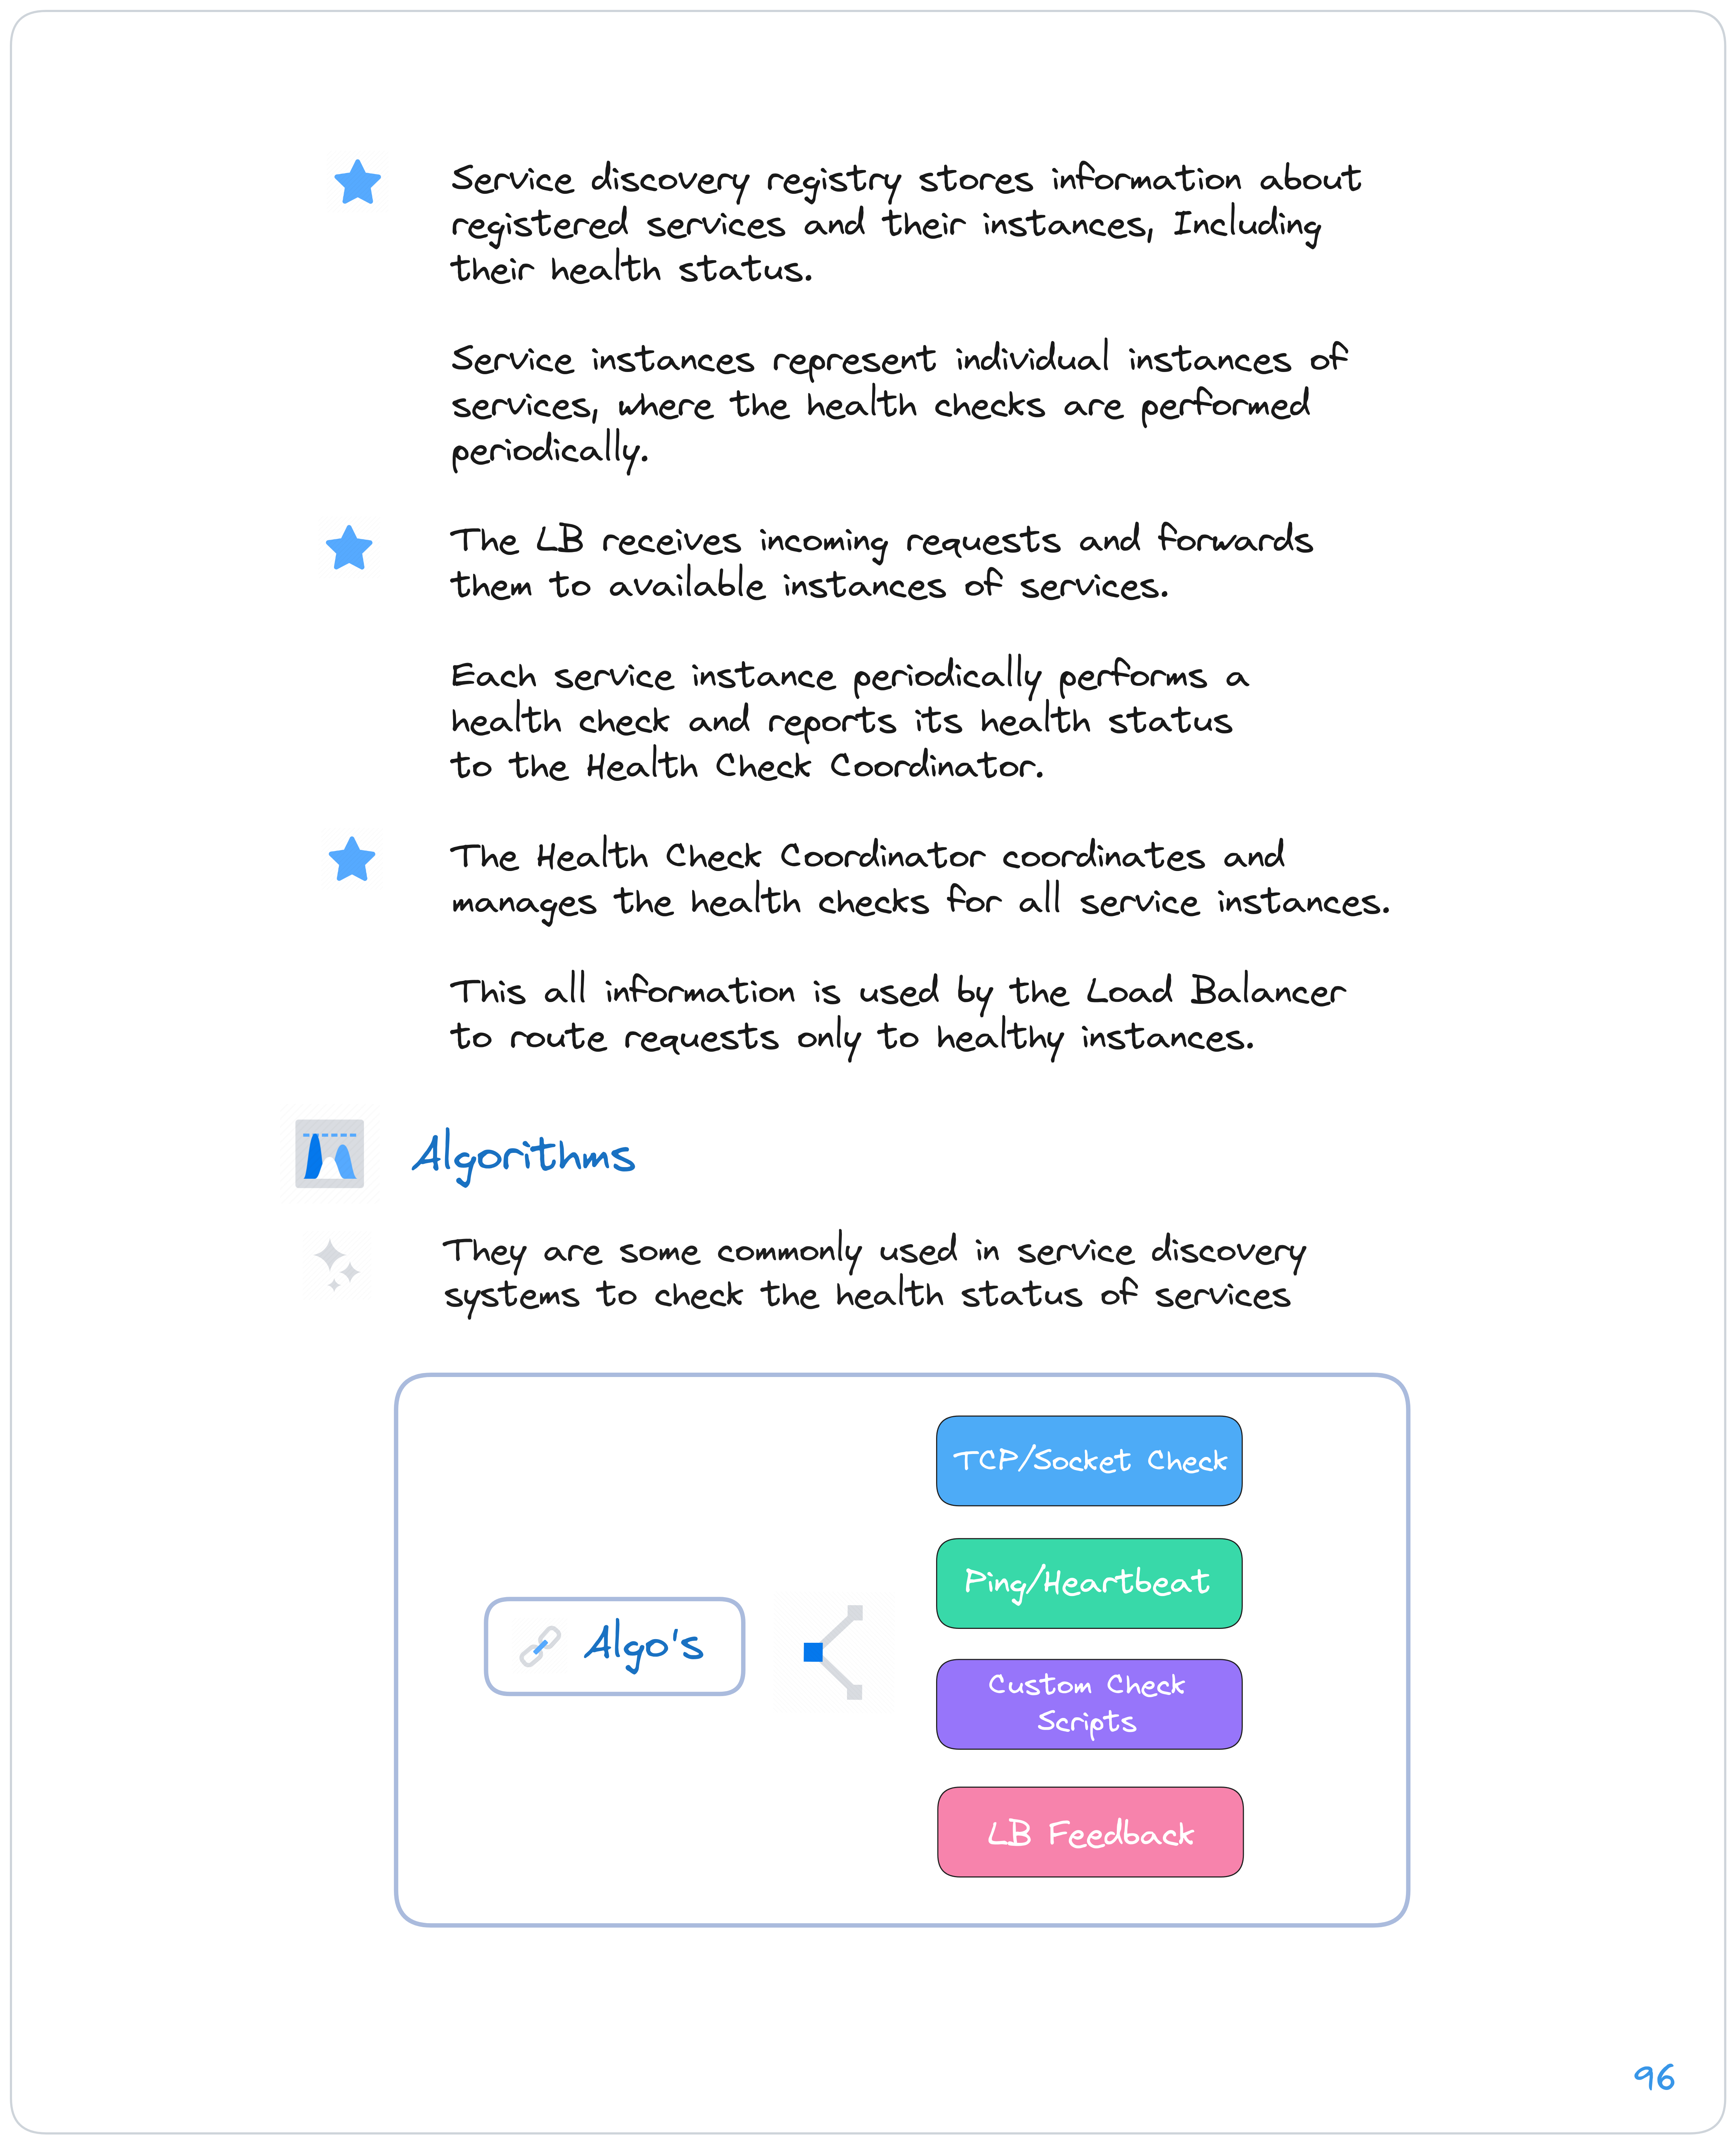 Service discovery registry stores information about
registered services and their instances, Including
their health status.
Service instances represent individual instances of
services, where the health checks are performed
periodically.
The LB receives incoming requests and forwards
them to available instances of services.
Each service instance periodically performs a
health check and reports its health status
to the Health Check Coordinator.
The Health Check Coordinator coordinates and
manages the health checks for all service instances.
This all information is used by the Load Balancer
to route requests only to healthy instances.
Algorithms
They are some commonly used in service discovery
systems to check the health status of services
TCP/Socket Check
Ping/Heartbeat
Algo's
Custom Check
Scripts
LB Feedback
96